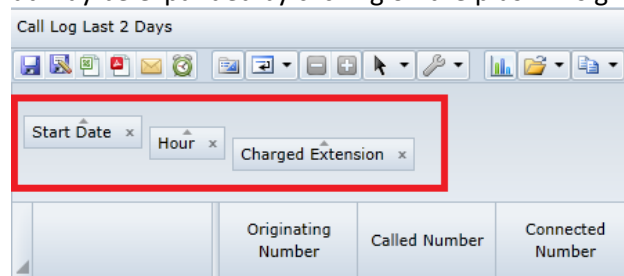 Call Log Last 2 Days
Start Date x
Hour x
Charged Extension x
Originating
Number
Called Number
Connected
Number